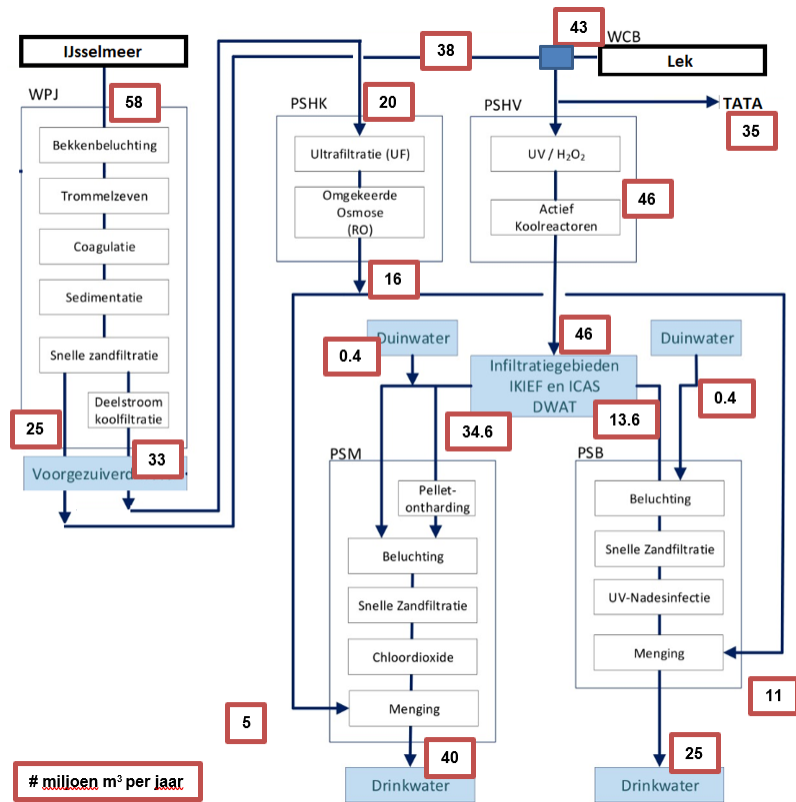 43
WCB
IJsselmeer
38
Lek
WPJ
58
PSHK
20
PSHV
TATA
35
Bekkenbeluchting
Trommelzeven
Coagulatie
Sedimentatie
Snelle zandfiltratie
Deelstroom
koolfiltratie
25
33
Ultrafiltratie (UF)
Omgekeerde
Osmose
(RO)
16
UV / H₂O₂
Actief
Koolreactoren
46
46
Duinwater
0.4
Infiltratiegebieden
IKIEF en ICAS
DWAT
Duinwater
0.4
34.6
13.6
PSM
Pellet-
ontharding
Beluchting
Snelle Zandfiltratie
Chloordioxide
Menging
5
40
Drinkwater
PSB
Beluchting
Snelle Zandfiltratie
UV-Nadesinfectie
Menging
11
25
Drinkwater
# miljoen m³ per jaar